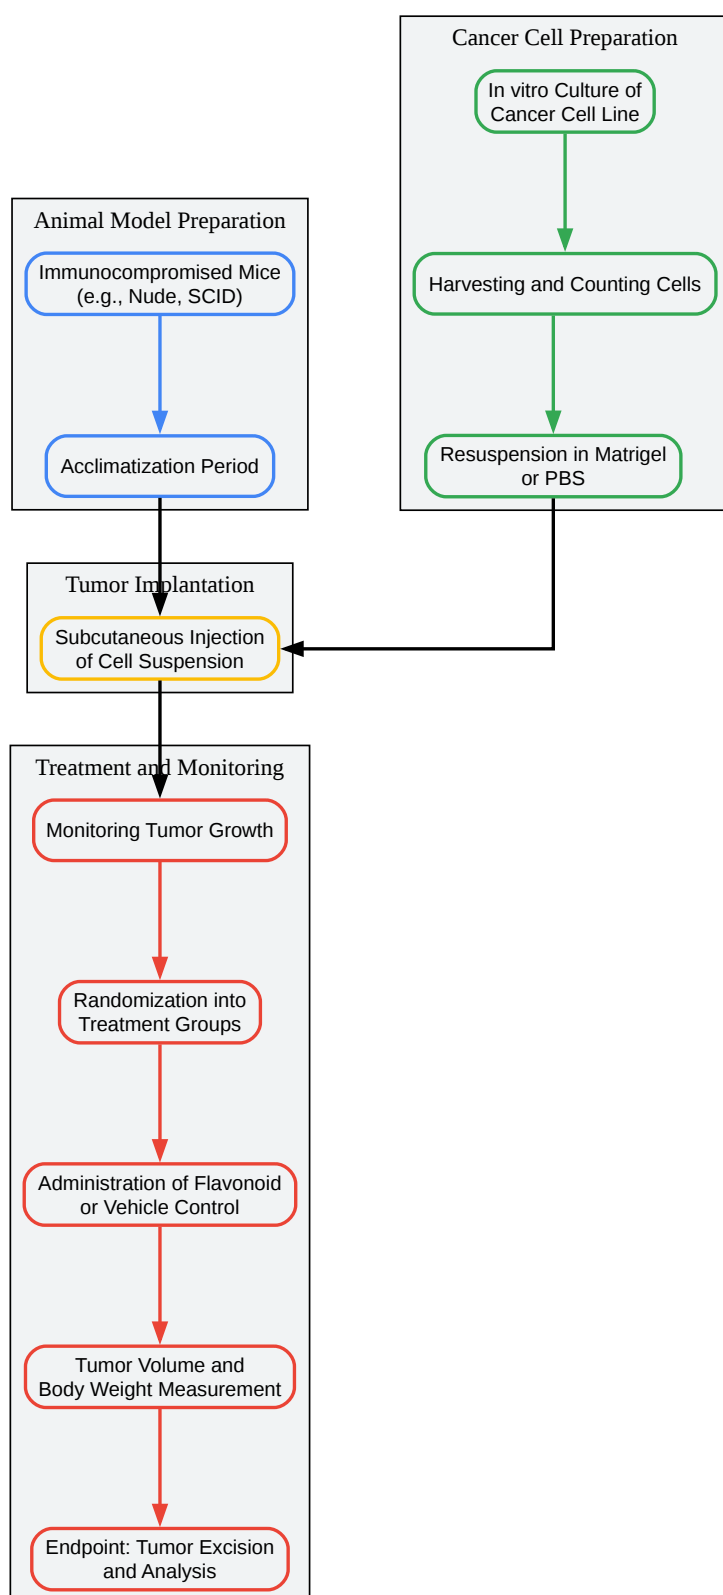 Cancer Cell Preparation
In vitro Culture of
Cancer Cell Line
Harvesting and Counting Cells
Resuspension in Matrigel
or PBS
Animal Model Preparation
Immunocompromised Mice
(e.g., Nude, SCID)
Acclimatization Period
Tumor Implantation
Subcutaneous Injection
of Cell Suspension
Treatment and Monitoring
Monitoring Tumor Growth
Randomization into
Treatment Groups
Administration of Flavonoid
or Vehicle Control
Tumor Volume and
Body Weight Measurement
Endpoint: Tumor Excision
and Analysis